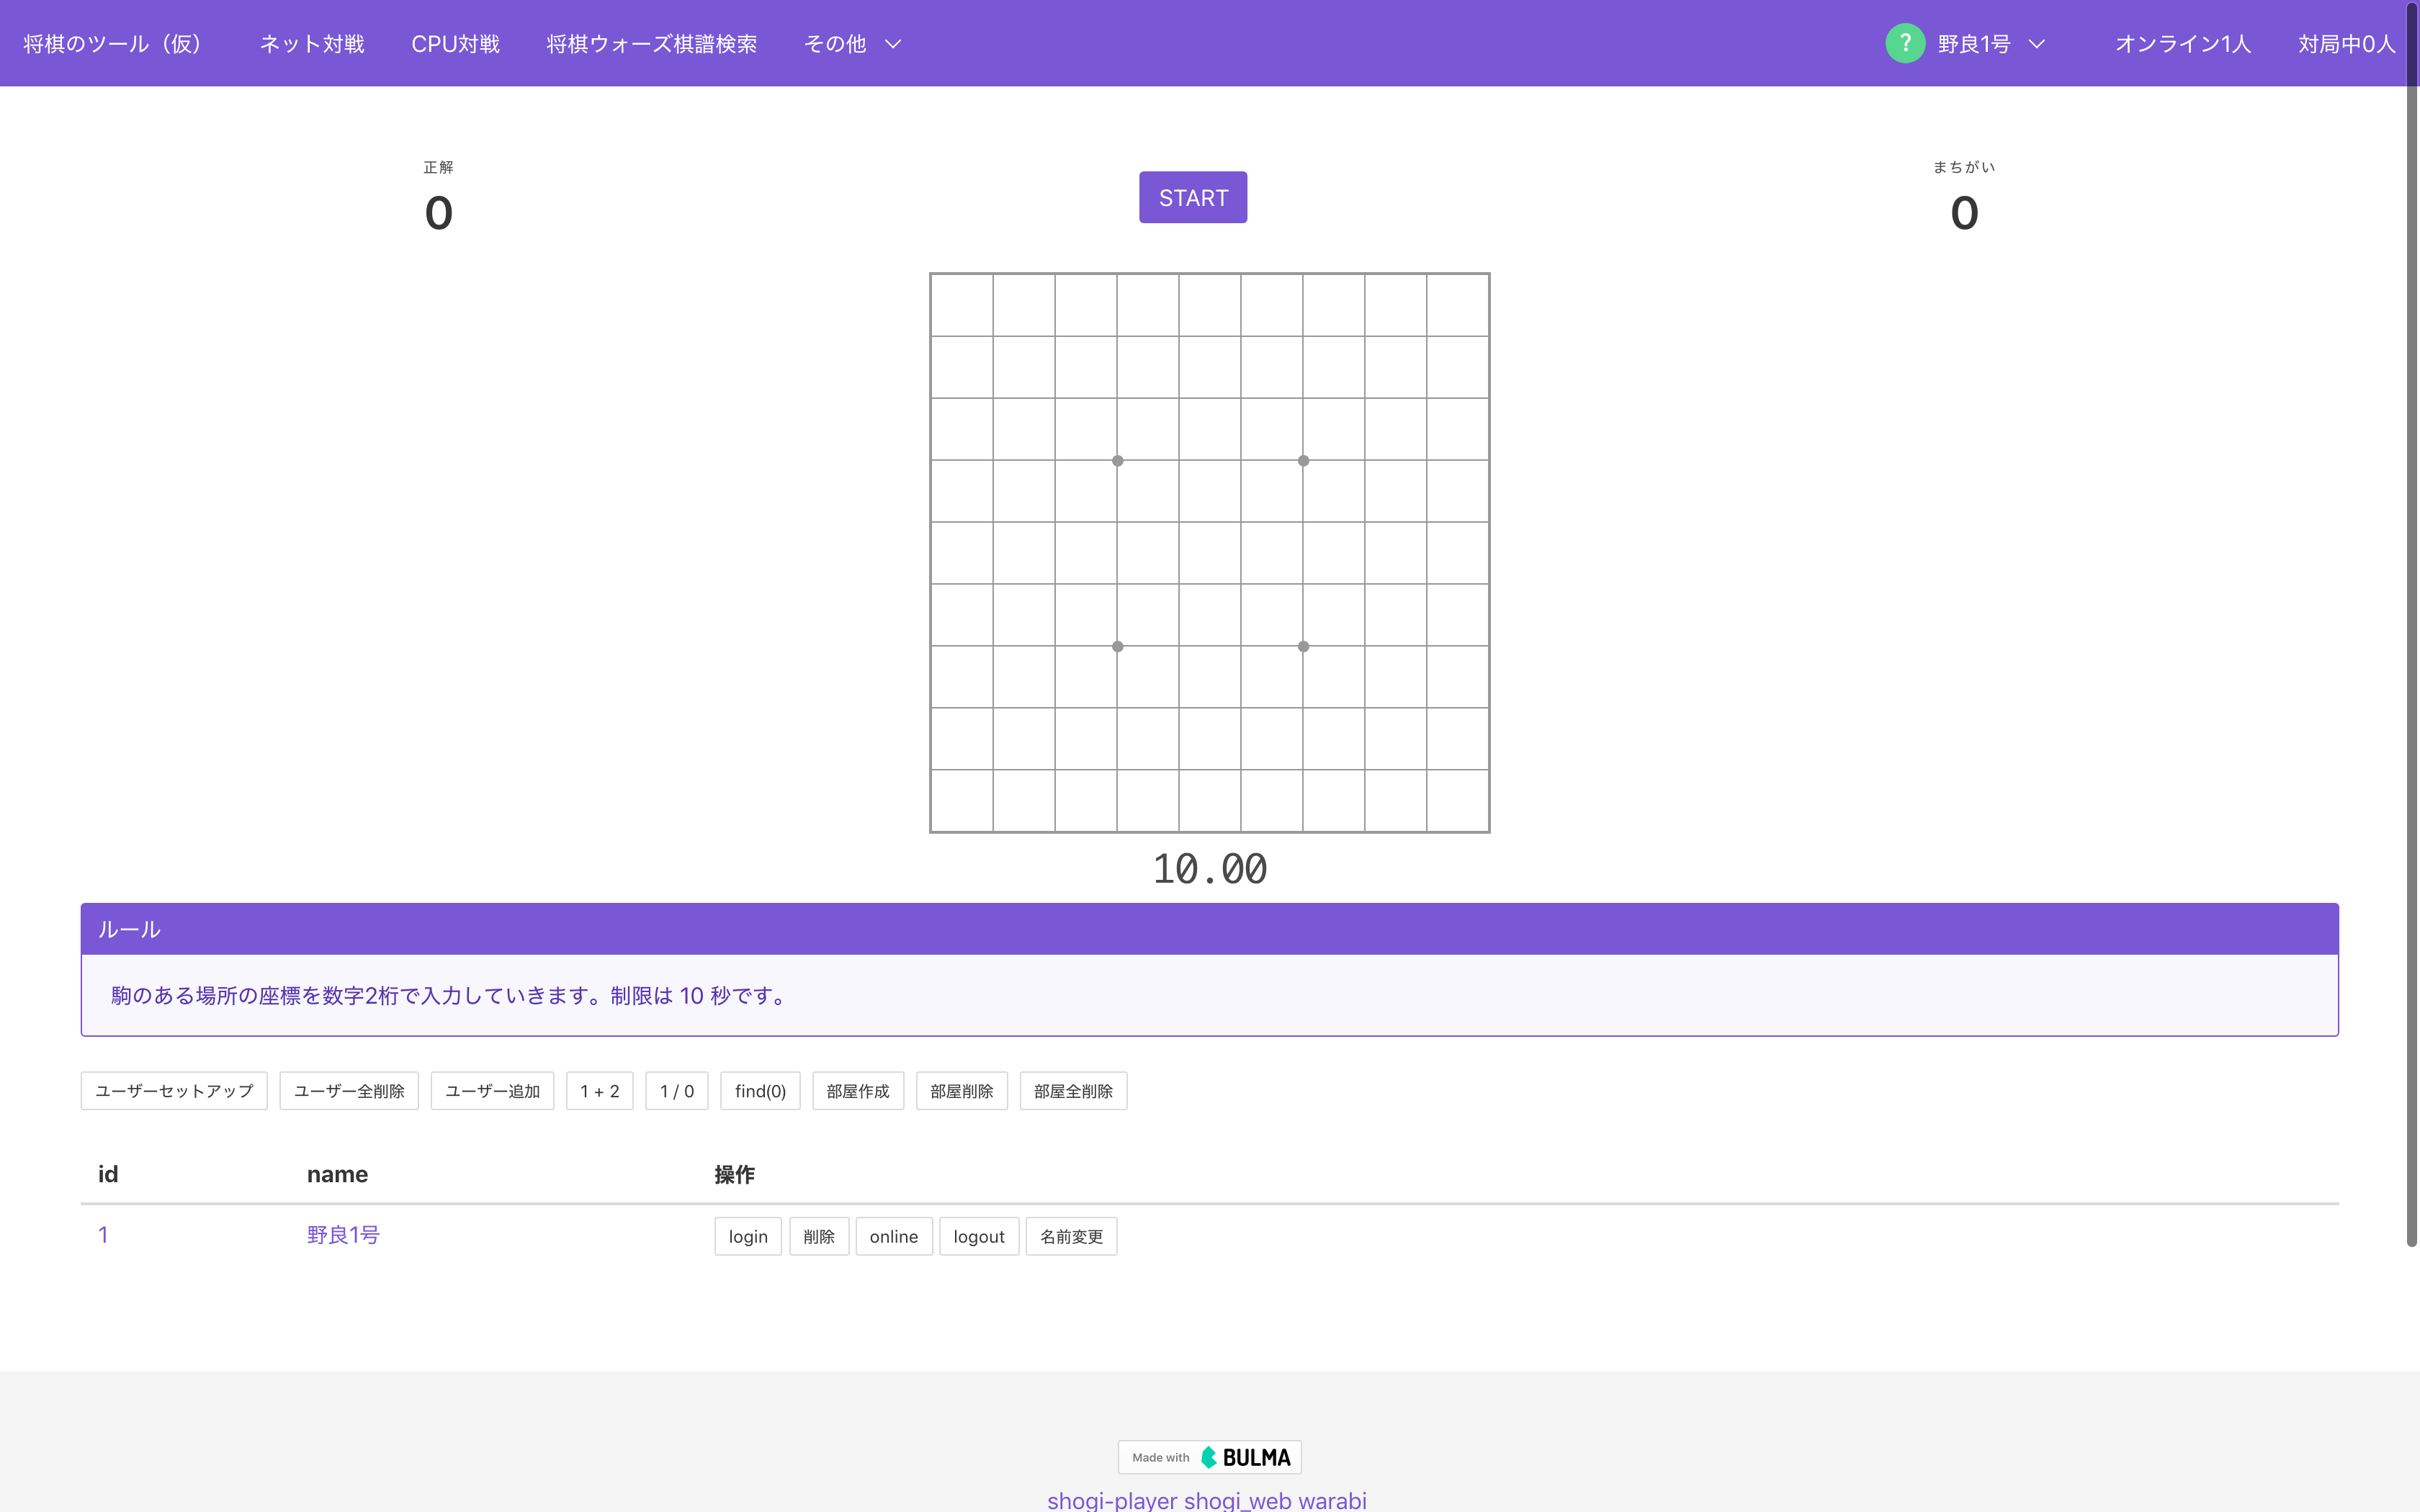 将棋のツール（仮） ネット対戦 CPU対戦 将棋ウォーズ棋譜検索 その他 ? 野良1号 オンライン1人 対局中0人
正解 まちがい
0 START 0
10.00
ルール
駒のある場所の座標を数字2桁で入力していきます。制限は 10 秒です。
ユーザーセットアップ ユーザー全削除 ユーザー追加 1 + 2 1 / 0 find(0) 部屋作成 部屋削除 部屋全削除
id name 操作
1 野良1号 login 削除 online logout 名前変更
Made with BULMA
shogi-player shogi_web warabi